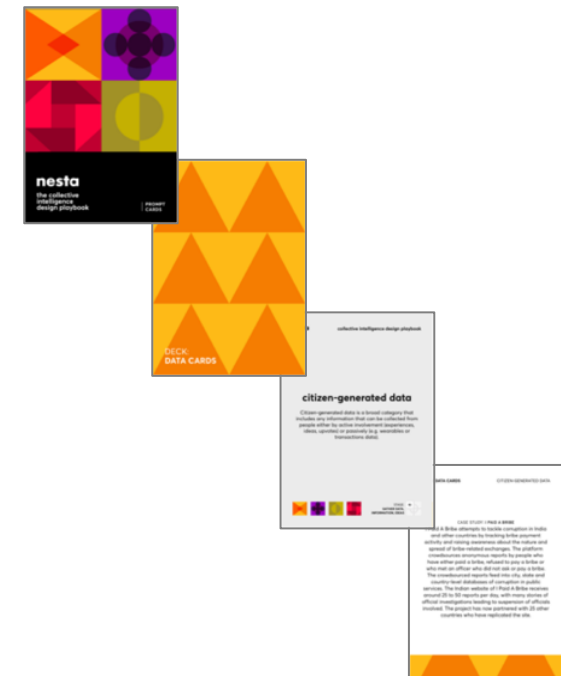 nesta
the collective
intelligence
design playbook
PROMPT
CARDS
DECK:
DATA CARDS
collective intelligence design playbook
citizen-generated data
Citizen-generated data is a broad category that
includes any information that can be collected from
people either by active involvement (experiences,
ideas, upvotes) or passively (e.g. wearables or
transactions data).
DATA CARDS
CITIZEN-GENERATED DATA
CASE STUDY | PAID A BRIBE
I Paid A Bribe attempts to tackle corruption in India
and other countries by tracking bribe payment
activity and raising awareness about the nature and
spread of bribe-related exchanges. The platform
crowdsources anonymous reports by people who
have either paid a bribe, refused to pay a bribe or
who met an officer who did not ask or pay a bribe.
The crowdsourced reports feed into city, state and
country-level databases of corruption in public
services. The Indian website of I Paid A Bribe receives
around 25 to 50 reports per day, with many stories of
official investigations leading to suspension of officials
involved. The project has now partnered with 25 other
countries who have replicated the site.